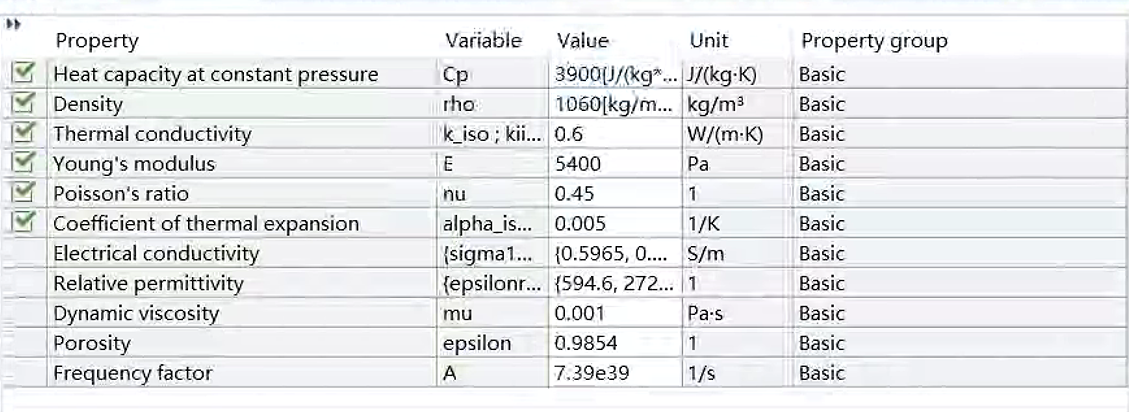 Property Variable Value Unit Property group
Heat capacity at constant pressure Cp 3900[J/(kg*... J/(kg·K) Basic
Density rho 1060[kg/m... kg/m³ Basic
Thermal conductivity k_iso ; kii... 0.6 W/(m·K) Basic
Young's modulus E 5400 Pa Basic
Poisson's ratio nu 0.45 1 Basic
Coefficient of thermal expansion alpha_is... 0.005 1/K Basic
Electrical conductivity {sigma1... {0.5965, 0.... S/m Basic
Relative permittivity {epsilonr... {594.6, 272... 1 Basic
Dynamic viscosity mu 0.001 Pa·s Basic
Porosity epsilon 0.9854 1 Basic
Frequency factor A 7.39e39 1/s Basic